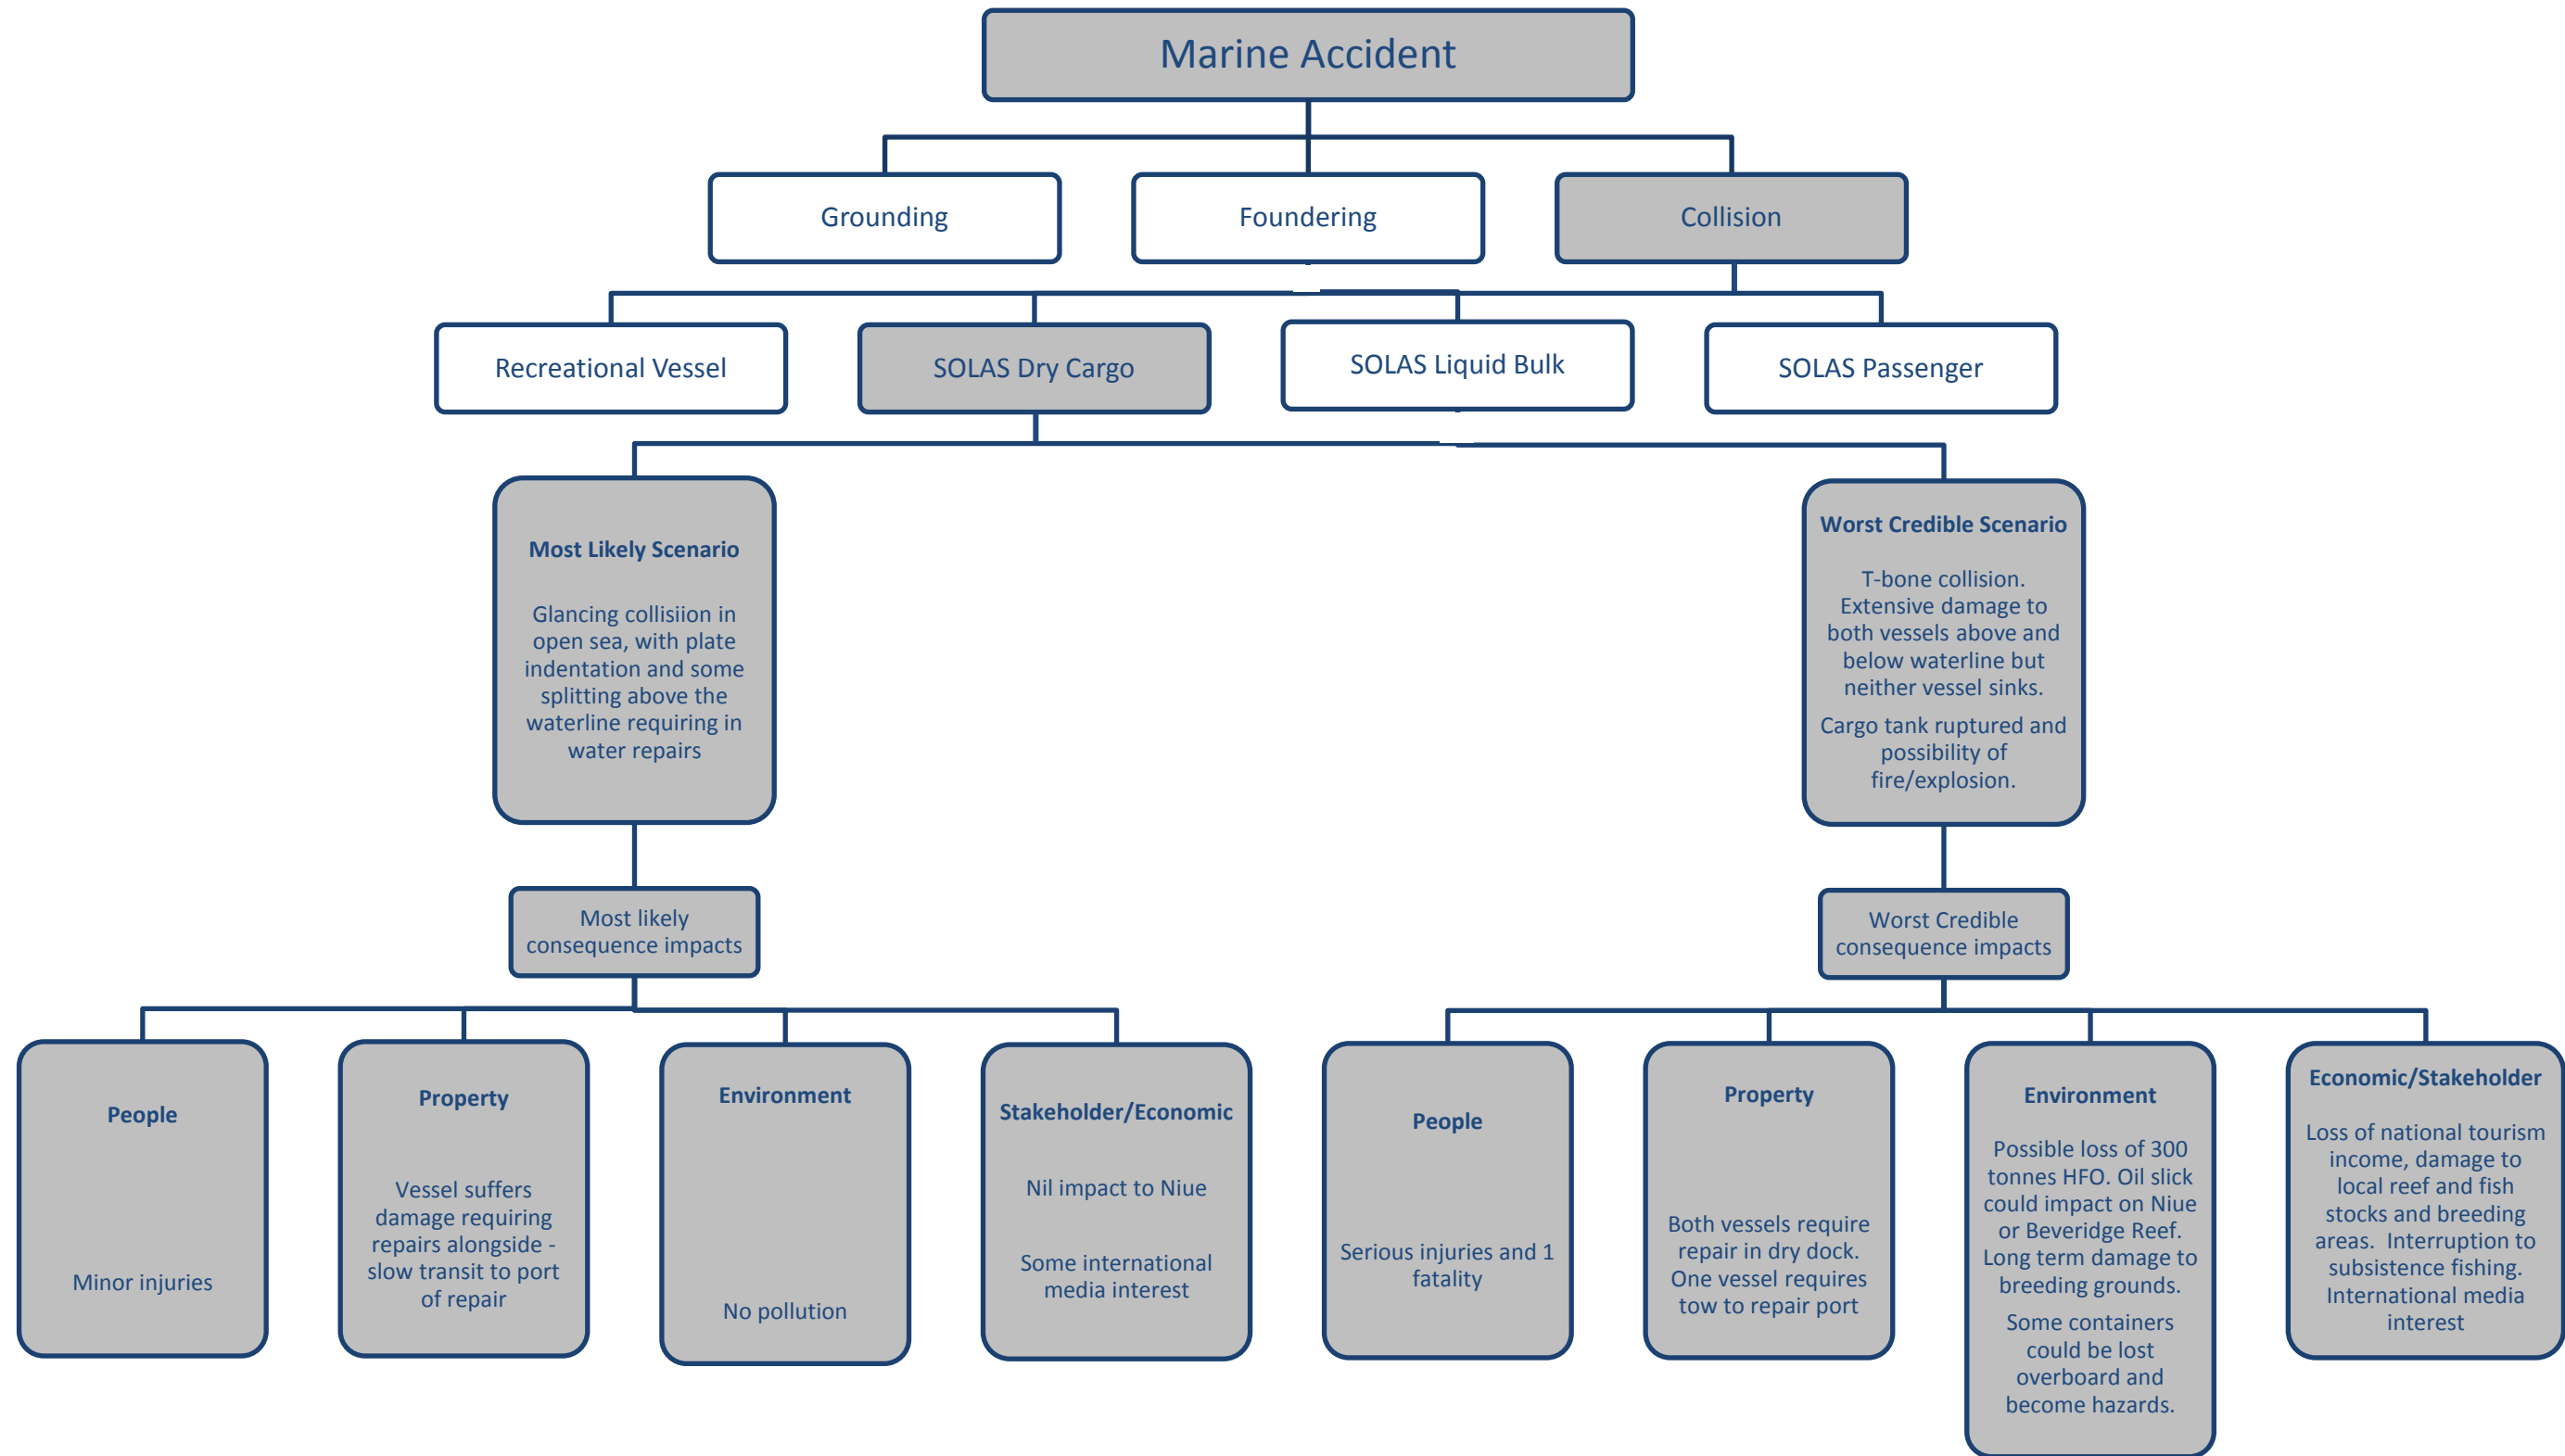 Marine Accident
Grounding
Foundering
Collision
Recreational Vessel
SOLAS Dry Cargo
SOLAS Liquid Bulk
SOLAS Passenger
Most Likely Scenario
Glancing collisiion in
open sea, with plate
indentation and some
splitting above the
waterline requiring in
water repairs
Worst Credible Scenario
T-bone collision.
Extensive damage to
both vessels above and
below waterline but
neither vessel sinks.
Cargo tank ruptured and
possibility of
fire/explosion.
Most likely
consequence impacts
Worst Credible
consequence impacts
People
Minor injuries
Property
Vessel suffers
damage requiring
repairs alongside -
slow transit to port
of repair
Environment
No pollution
Stakeholder/Economic
Nil impact to Niue
Some international
media interest
People
Serious injuries and 1
fatality
Property
Both vessels require
repair in dry dock.
One vessel requires
tow to repair port
Environment
Possible loss of 300
tonnes HFO. Oil slick
could impact on Niue
or Beveridge Reef.
Long term damage to
breeding grounds.
Some containers
could be lost
overboard and
become hazards.
Economic/Stakeholder
Loss of national tourism
income, damage to
local reef and fish
stocks and breeding
areas.  Interruption to
subsistence fishing.
International media
interest